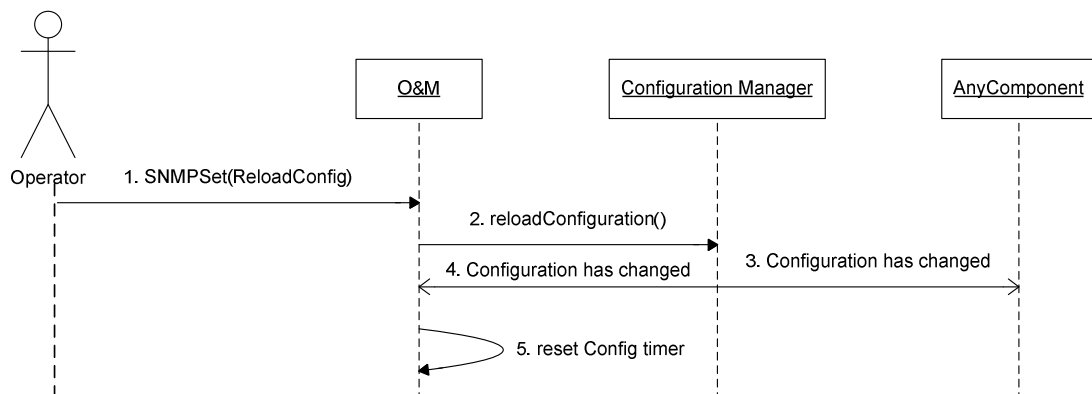 O&M
Configuration Manager
AnyComponent
Operator
1. SNMPSet(ReloadConfig)
2. reloadConfiguration()
3. Configuration has changed
4. Configuration has changed
5. reset Config timer